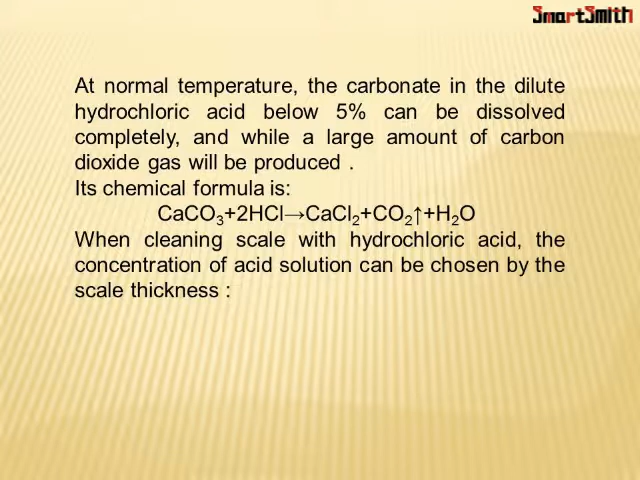 SmartSmith
At normal temperature, the carbonate in the dilute
hydrochloric acid below 5% can be dissolved
completely, and while a large amount of carbon
dioxide gas will be produced .
Its chemical formula is:
CaCO₃+2HCl→CaCl₂+CO₂↑+H₂O
When cleaning scale with hydrochloric acid, the
concentration of acid solution can be chosen by the
scale thickness :